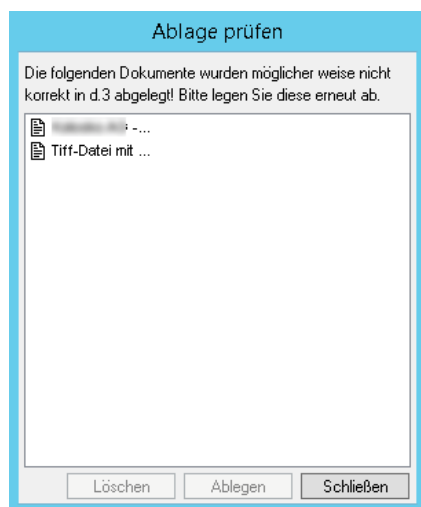 Ablage prüfen
Die folgenden Dokumente wurden möglicher weise nicht
korrekt in d.3 abgelegt! Bitte legen Sie diese erneut ab.
-...
Tiff-Datei mit ...
Löschen Ablegen Schließen